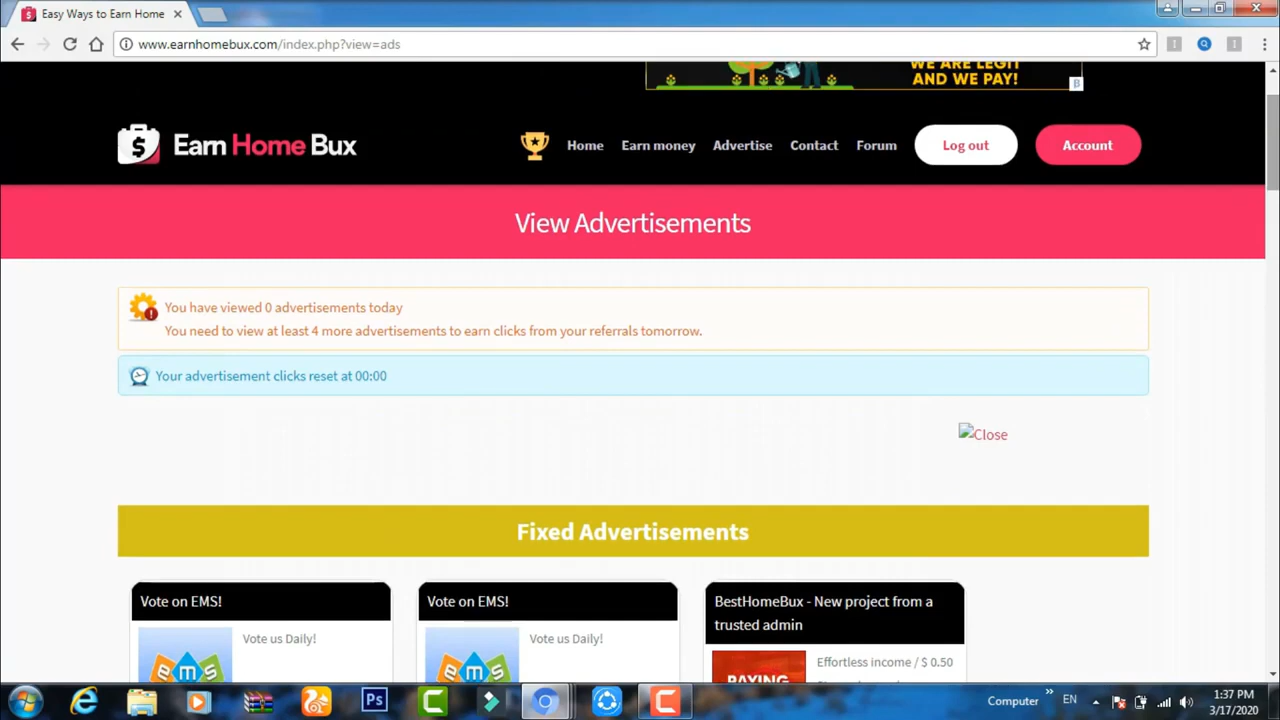 Easy Ways to Earn Home
www.earnhomebux.com/index.php?view=ads
WE ARE LEGIT
AND WE PAY!
Earn Home Bux
Home
Earn money
Advertise
Contact
Forum
Log out
Account
View Advertisements
You have viewed 0 advertisements today
You need to view at least 4 more advertisements to earn clicks from your referrals tomorrow.
Your advertisement clicks reset at 00:00
Close
Fixed Advertisements
Vote on EMS!
Vote us Daily!
ems
Vote on EMS!
Vote us Daily!
ems
BestHomeBux - New project from a
trusted admin
Effortless income / $ 0.50
PAYING
Ps
Computer
EN
1:37 PM
3/17/2020